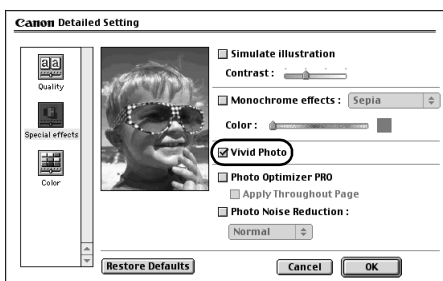 Canon Detailed Setting
Quality
Special effects
Color
Simulate illustration
Contrast :
Monochrome effects : Sepia
Color :
Vivid Photo
Photo Optimizer PRO
Apply Throughout Page
Photo Noise Reduction :
Normal
Restore Defaults Cancel OK